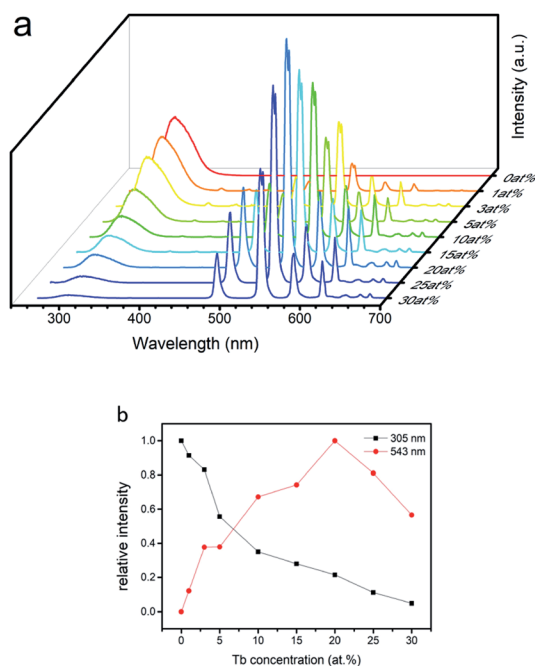 a
Intensity (a.u.)
0at%
1at%
3at%
5at%
10at%
15at%
20at%
25at%
30at%
300 400 500 600 700
Wavelength (nm)
b
305 nm
543 nm
relative intensity
1.0
0.8
0.6
0.4
0.2
0.0
0 5 10 15 20 25 30
Tb concentration (at.%)